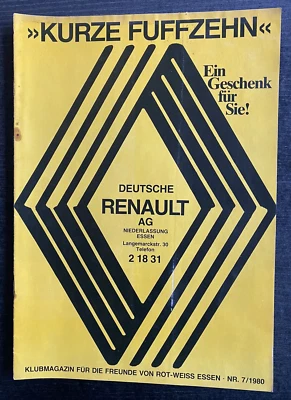 »KURZE FUFFZEHN«
Ein
Geschenk
für
Sie!
DEUTSCHE
RENAULT
AG
NIEDERLASSUNG
ESSEN
Langemarckstr. 30
Telefon
2 18 31
KLUBMAGAZIN FÜR DIE FREUNDE VON ROT-WEISS ESSEN · NR. 7/1980